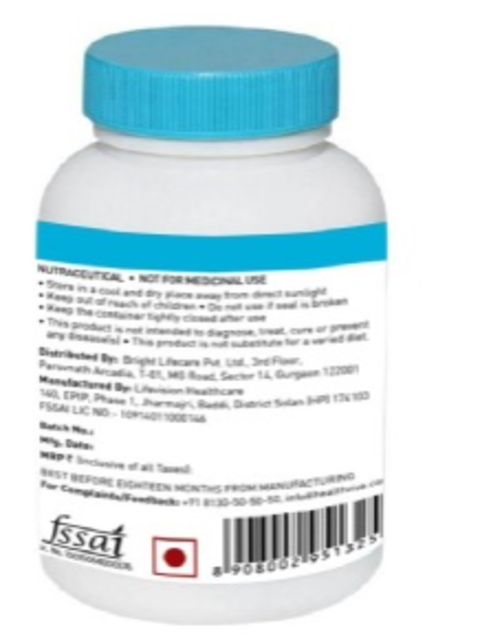 NUTRACEUTICAL • NOT FOR MEDICINAL USE
• Store in a cool and dry place away from direct sunlight
• Keep out of reach of children • Do not use if seal is broken
• Keep the container tightly closed after use
• This product is not intended to diagnose, treat, cure or prevent
any disease(s) • This product is not substitute for a varied diet.
Distributed By: Bright Lifecare Pvt. Ltd., 3rd Floor,
Parsvnath Arcadia, T-01, MG Road, Sector 14, Gurgaon 122001
Manufactured By: Lifevision Healthcare
140, EPIP, Phase 1, Jharmajri, Baddi, District Solan (HP) 174103
FSSAI LIC NO:- 10914011000146
Batch No.:
Mfg. Date:
MRP ₹ (Inclusive of all Taxes):
BEST BEFORE EIGHTEEN MONTHS FROM MANUFACTURING
For Complaints/Feedback: +91 8130-50-50-50,
fssai
8 908002